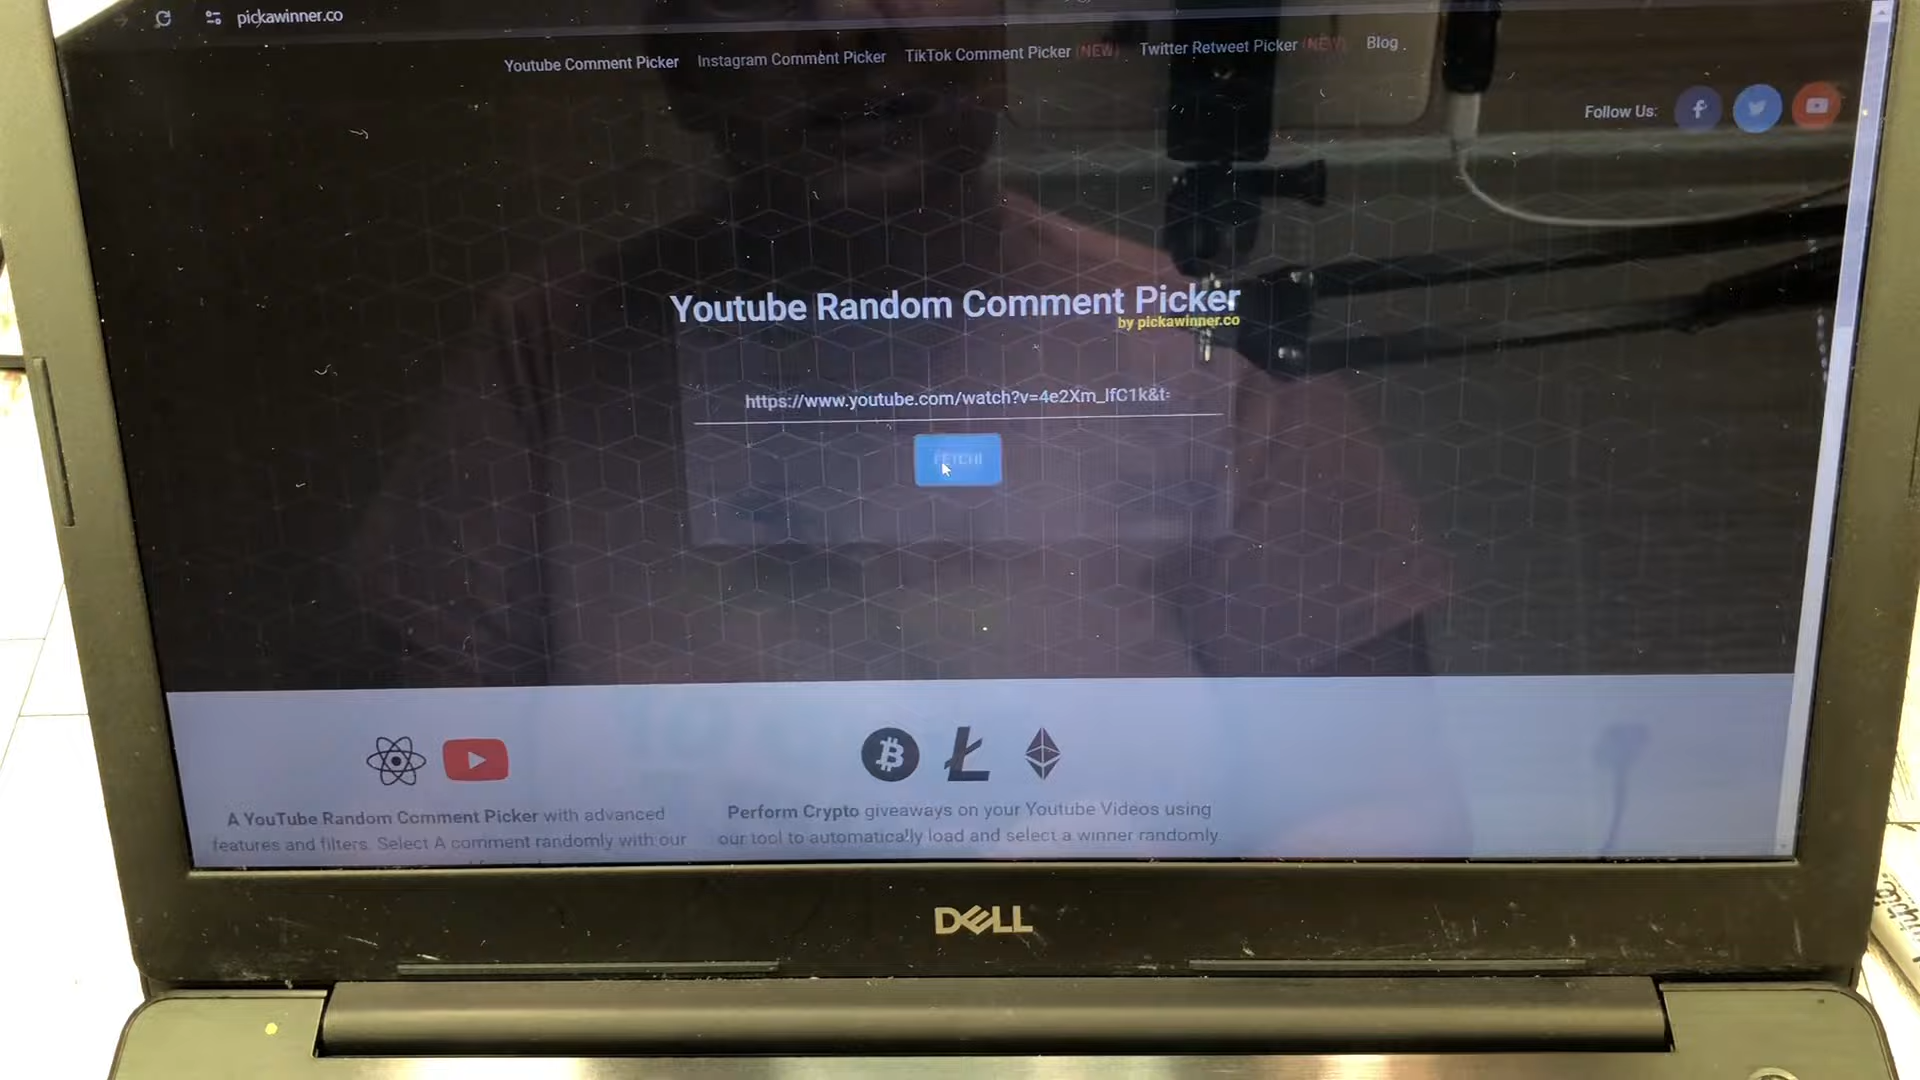 pickawinner.co
Youtube Comment Picker Instagram Comment Picker TikTok Comment Picker (NEW) Twitter Retweet Picker (NEW) Blog
Follow Us:
Youtube Random Comment Picker
by pickawinner.co
https://www.youtube.com/watch?v=4e2Xm_IfC1k&t=
FETCH!
A YouTube Random Comment Picker with advanced
features and filters. Select A comment randomly with our
Perform Crypto giveaways on your Youtube Videos using
our tool to automatically load and select a winner randomly.
DELL